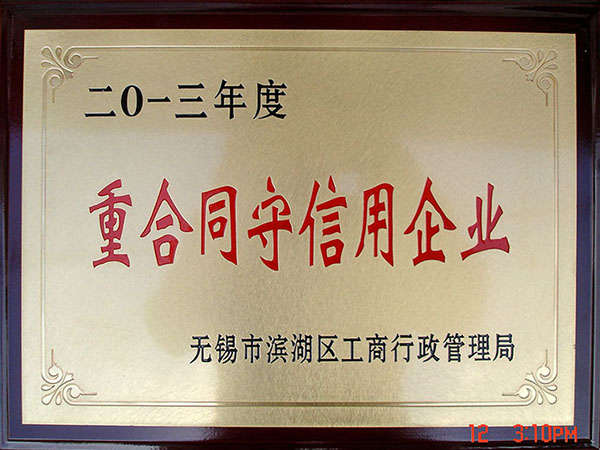 二0一三年度
重合同守信用企业
无锡市滨湖区工商行政管理局
12 3:10PM